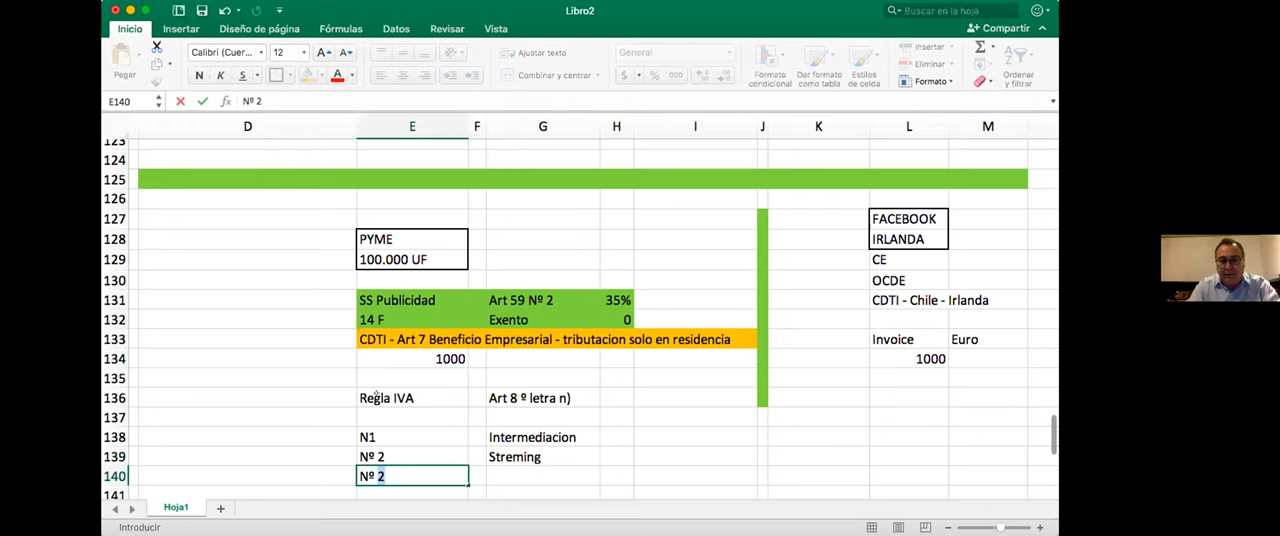 Libro2
Buscar en la hoja
Inicio Insertar Diseño de página Fórmulas Datos Revisar Vista
Compartir
Pegar
Calibri (Cuer... 12
N K S
Ajustar texto
Combinar y centrar
General
$ % 000
Formato condicional
Dar formato como tabla
Estilos de celda
Insertar
Eliminar
Formato
Ordenar y filtrar
E140 fx Nº 2
D E F G H I J K L M
123
124
125
126
127 FACEBOOK
128 PYME IRLANDA
129 100.000 UF CE
130 OCDE
131 SS Publicidad Art 59 Nº 2 35% CDTI - Chile - Irlanda
132 14 F Exento 0
133 CDTI - Art 7 Beneficio Empresarial - tributacion solo en residencia Invoice Euro
134 1000 1000
135
136 Regla IVA Art 8 º letra n)
137
138 N1 Intermediacion
139 Nº 2 Streming
140 Nº 2
141
Hoja1
Introducir